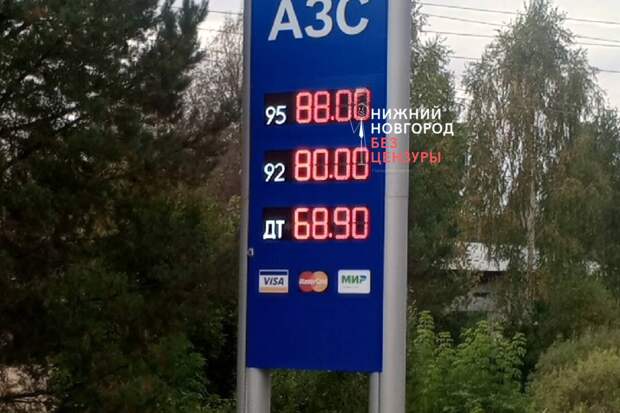 АЗС
95 88.00
92 80.00
ДТ 68.90
VISA MasterCard МИР
НИЖНИЙ
НОВГОРОД
БЕЗ
ЦЕНЗУРЫ